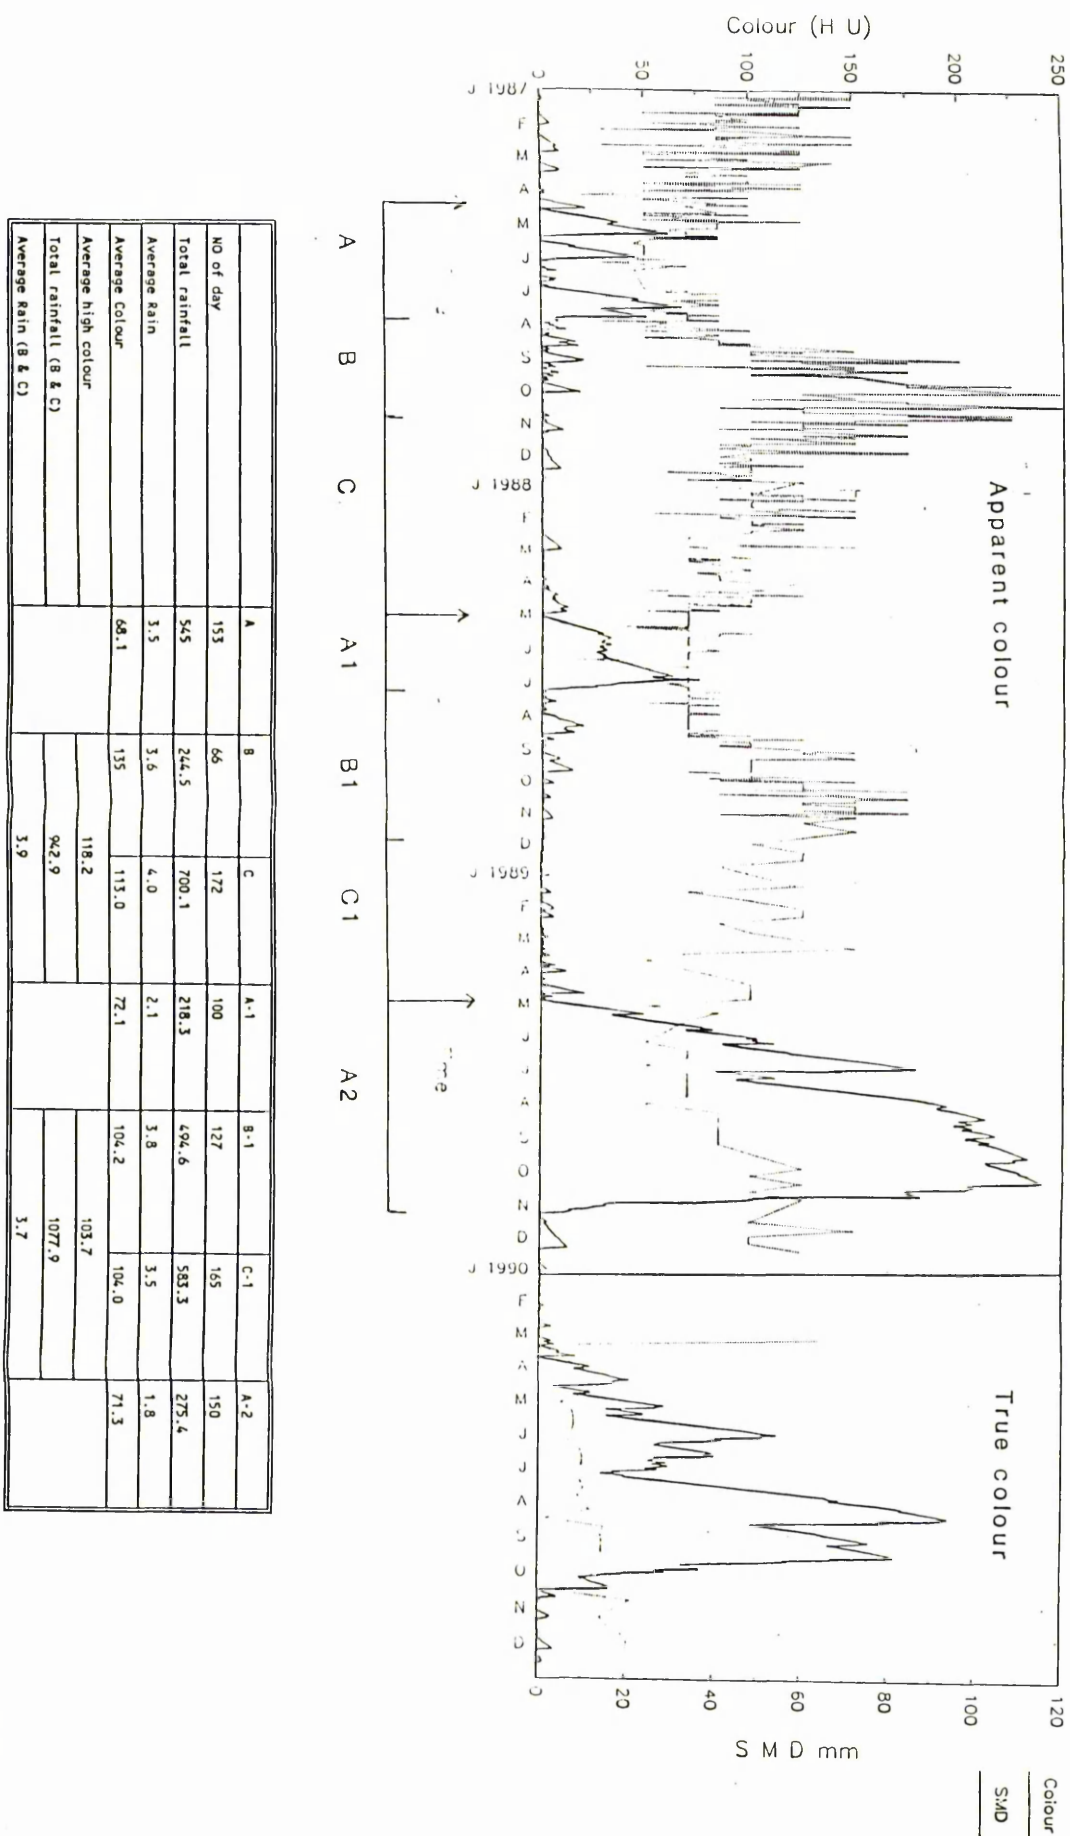 Apparent colour
True colour
Colour (H U)
250
200
150
100
50
0
120
100
80
60
40
20
0
S M D mm
J 1987 F M A M J J A S O N D
J 1988 F M A M J J A S O N D
J 1989 F M A M J J A S O N D
J 1990 F M A M J J A S O N D
Colour
SMD
A B C A1 B1 C1 A2
A B C A-1 B-1 C-1 A-2
NO of day 153 66 172 100 127 165 150
Total rainfall 545 244.5 700.1 218.3 494.6 583.3 275.4
Average Rain 3.5 3.6 4.0 2.1 3.8 3.5 1.8
Average Colour 68.1 135 113.0 72.1 104.2 104.0 71.3
Average high colour 118.2 103.7
Total rainfall (B & C) 942.9 1077.9
Average Rain (B & C) 3.9 3.7